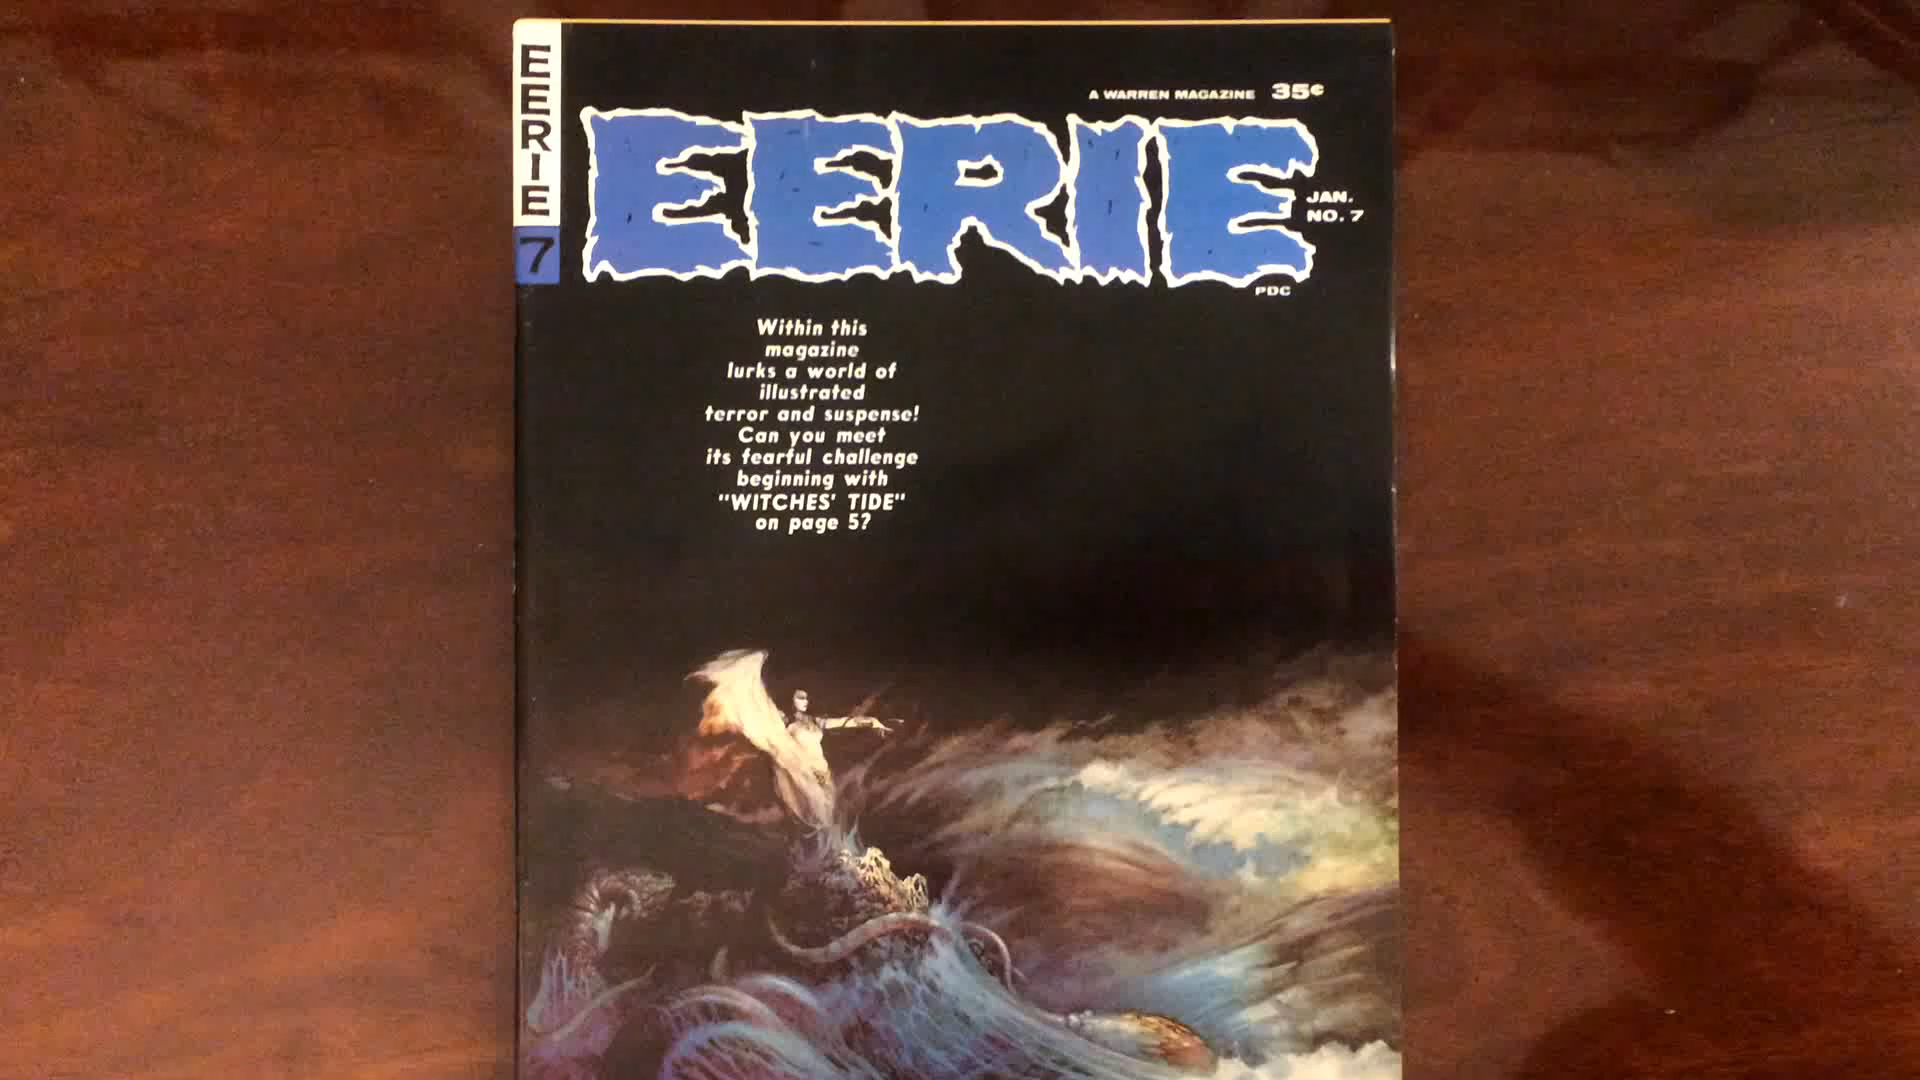 EERIE
7
A WARREN MAGAZINE 35¢
EERIE
JAN.
NO. 7
PDC
Within this
magazine
lurks a world of
illustrated
terror and suspense!
Can you meet
its fearful challenge
beginning with
"WITCHES' TIDE"
on page 5?